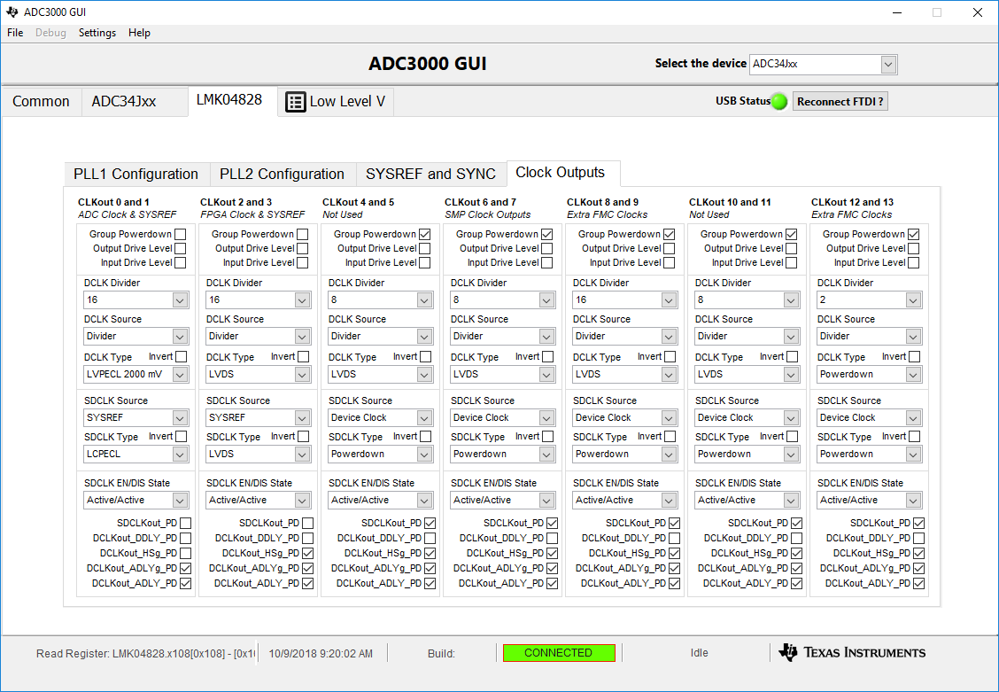 ADC3000 GUI
File Debug Settings Help
ADC3000 GUI
Select the device ADC34Jxx
Common ADC34Jxx LMK04828 Low Level V
USB Status Reconnect FTDI ?
PLL1 Configuration PLL2 Configuration SYSREF and SYNC Clock Outputs
CLKout 0 and 1 CLKout 2 and 3 CLKout 4 and 5 CLKout 6 and 7 CLKout 8 and 9 CLKout 10 and 11 CLKout 12 and 13
ADC Clock & SYSREF FPGA Clock & SYSREF Not Used SMP Clock Outputs Extra FMC Clocks Not Used Extra FMC Clocks
Group Powerdown Group Powerdown Group Powerdown Group Powerdown Group Powerdown Group Powerdown Group Powerdown
Output Drive Level Output Drive Level Output Drive Level Output Drive Level Output Drive Level Output Drive Level Output Drive Level
Input Drive Level Input Drive Level Input Drive Level Input Drive Level Input Drive Level Input Drive Level Input Drive Level
DCLK Divider DCLK Divider DCLK Divider DCLK Divider DCLK Divider DCLK Divider DCLK Divider
16 16 8 8 16 8 2
DCLK Source DCLK Source DCLK Source DCLK Source DCLK Source DCLK Source DCLK Source
Divider Divider Divider Divider Divider Divider Divider
DCLK Type Invert DCLK Type Invert DCLK Type Invert DCLK Type Invert DCLK Type Invert DCLK Type Invert DCLK Type Invert
LVPECL 2000 mV LVDS LVDS LVDS LVDS LVDS Powerdown
SDCLK Source SDCLK Source SDCLK Source SDCLK Source SDCLK Source SDCLK Source SDCLK Source
SYSREF SYSREF Device Clock Device Clock Device Clock Device Clock Device Clock
SDCLK Type Invert SDCLK Type Invert SDCLK Type Invert SDCLK Type Invert SDCLK Type Invert SDCLK Type Invert SDCLK Type Invert
LCPECL LVDS Powerdown Powerdown Powerdown Powerdown Powerdown
SDCLK EN/DIS State SDCLK EN/DIS State SDCLK EN/DIS State SDCLK EN/DIS State SDCLK EN/DIS State SDCLK EN/DIS State SDCLK EN/DIS State
Active/Active Active/Active Active/Active Active/Active Active/Active Active/Active Active/Active
SDCLKout_PD SDCLKout_PD SDCLKout_PD SDCLKout_PD SDCLKout_PD SDCLKout_PD SDCLKout_PD
DCLKout_DDLY_PD DCLKout_DDLY_PD DCLKout_DDLY_PD DCLKout_DDLY_PD DCLKout_DDLY_PD DCLKout_DDLY_PD DCLKout_DDLY_PD
DCLKout_HSg_PD DCLKout_HSg_PD DCLKout_HSg_PD DCLKout_HSg_PD DCLKout_HSg_PD DCLKout_HSg_PD DCLKout_HSg_PD
DCLKout_ADLYg_PD DCLKout_ADLYg_PD DCLKout_ADLYg_PD DCLKout_ADLYg_PD DCLKout_ADLYg_PD DCLKout_ADLYg_PD DCLKout_ADLYg_PD
DCLKout_ADLY_PD DCLKout_ADLY_PD DCLKout_ADLY_PD DCLKout_ADLY_PD DCLKout_ADLY_PD DCLKout_ADLY_PD DCLKout_ADLY_PD
Read Register: LMK04828.x108[0x108] - [0x10 10/9/2018 9:20:02 AM Build: CONNECTED Idle TEXAS INSTRUMENTS